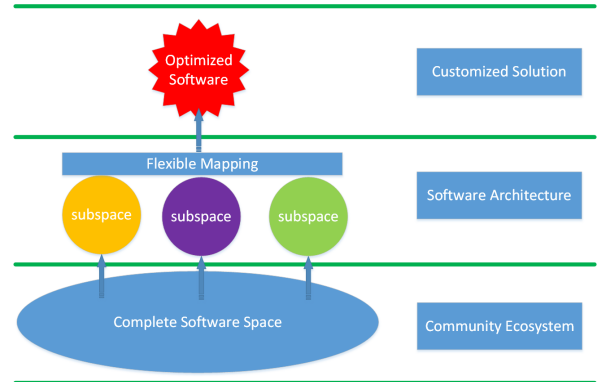 Optimized
Software
Customized Solution
Flexible Mapping
subspace
subspace
subspace
Software Architecture
Complete Software Space
Community Ecosystem